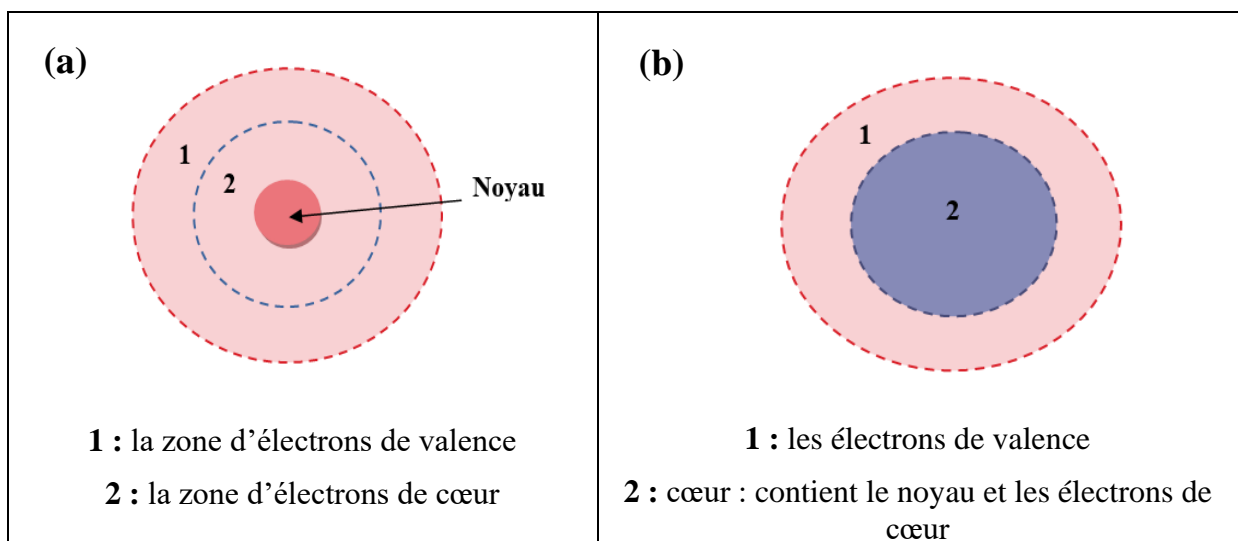 (a)
1
2
Noyau
1 : la zone d’électrons de valence
2 : la zone d’électrons de cœur
(b)
1
2
1 : les électrons de valence
2 : cœur : contient le noyau et les électrons de
cœur